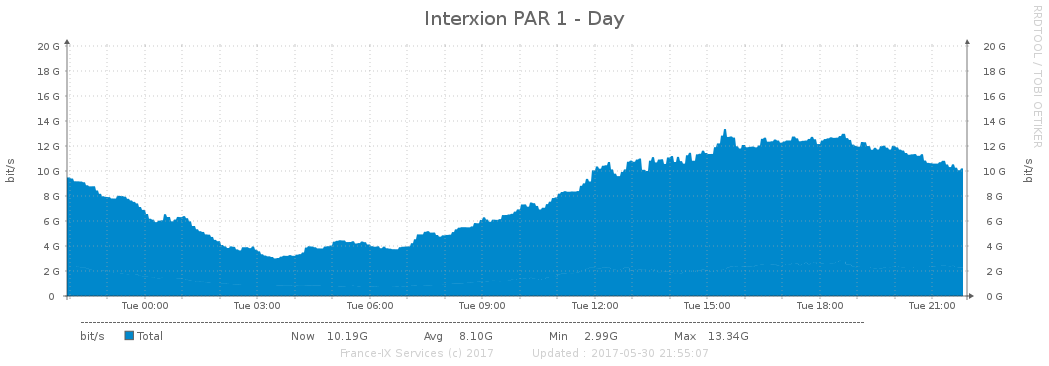 Interxion PAR 1 - Day
RRDTOOL / TOBI OETIKER
bit/s
20 G 20 G
18 G 18 G
16 G 16 G
14 G 14 G
12 G 12 G
10 G 10 G
8 G 8 G
6 G 6 G
4 G 4 G
2 G 2 G
0 0 G
bit/s
Tue 00:00 Tue 03:00 Tue 06:00 Tue 09:00 Tue 12:00 Tue 15:00 Tue 18:00 Tue 21:00
bit/s Total Now 10.19G Avg 8.10G Min 2.99G Max 13.34G
France-IX Services (c) 2017 Updated : 2017-05-30 21:55:07